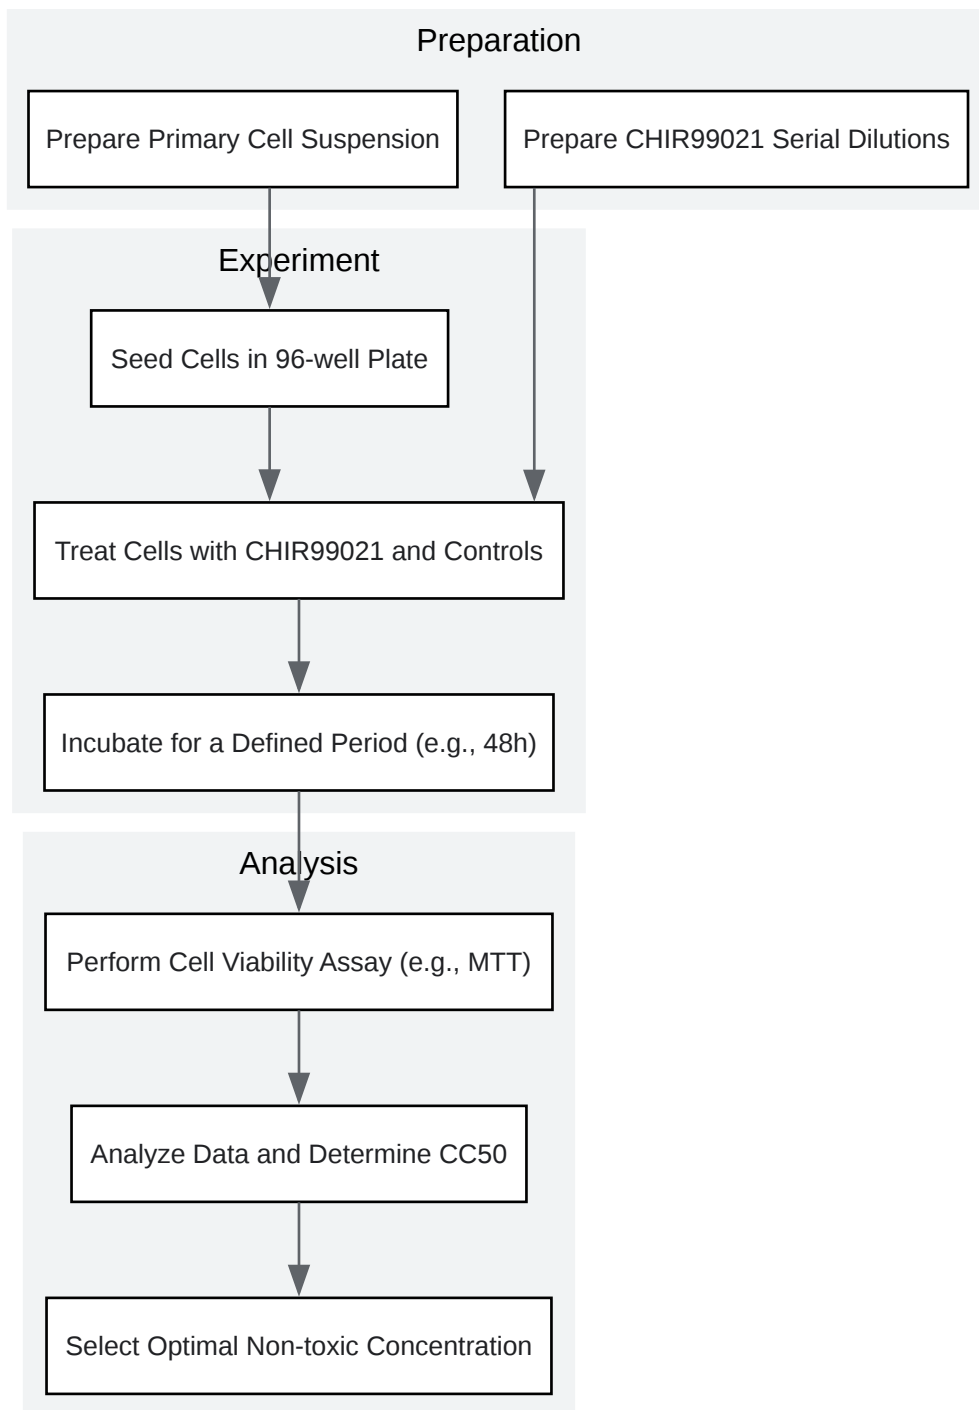 Preparation
Prepare Primary Cell Suspension
Prepare CHIR99021 Serial Dilutions
Experiment
Seed Cells in 96-well Plate
Treat Cells with CHIR99021 and Controls
Incubate for a Defined Period (e.g., 48h)
Analysis
Perform Cell Viability Assay (e.g., MTT)
Analyze Data and Determine CC50
Select Optimal Non-toxic Concentration